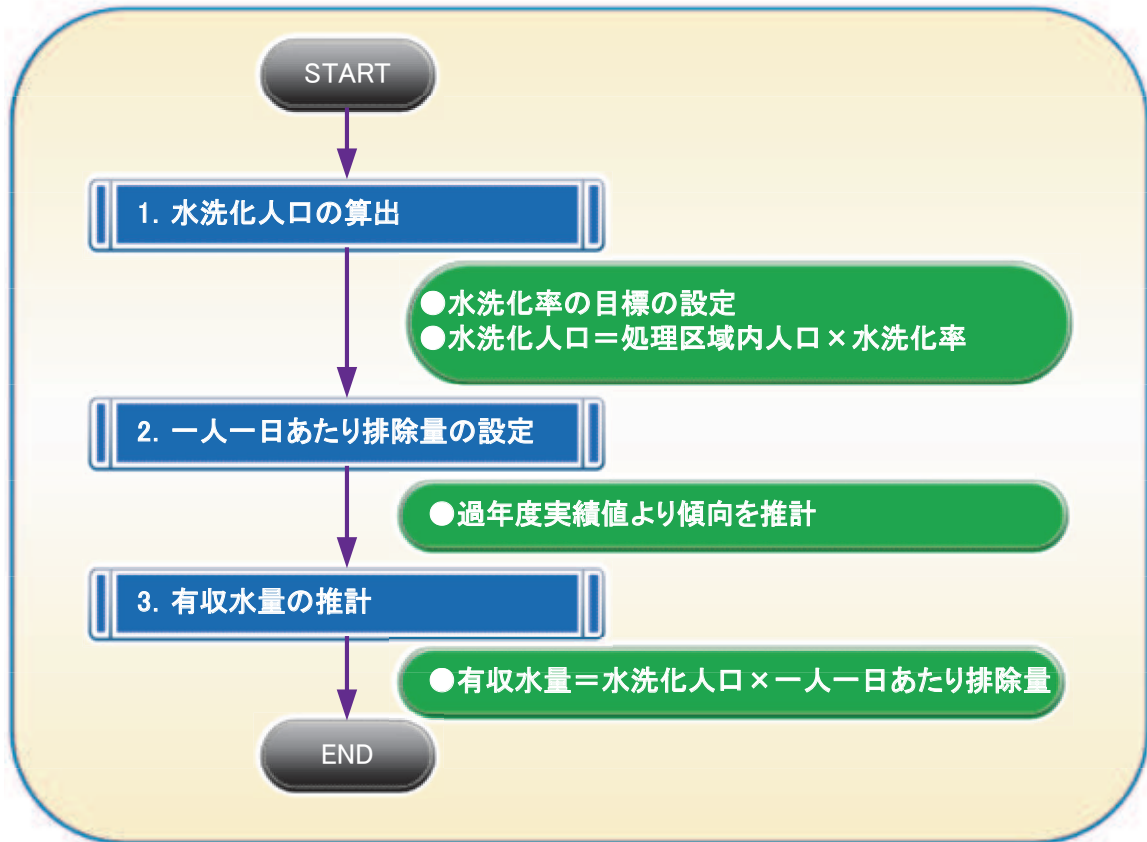 START
1. 水洗化人口の算出
●水洗化率の目標の設定
●水洗化人口＝処理区域内人口×水洗化率
2. 一人一日あたり排除量の設定
●過年度実績値より傾向を推計
3. 有収水量の推計
●有収水量＝水洗化人口×一人一日あたり排除量
END